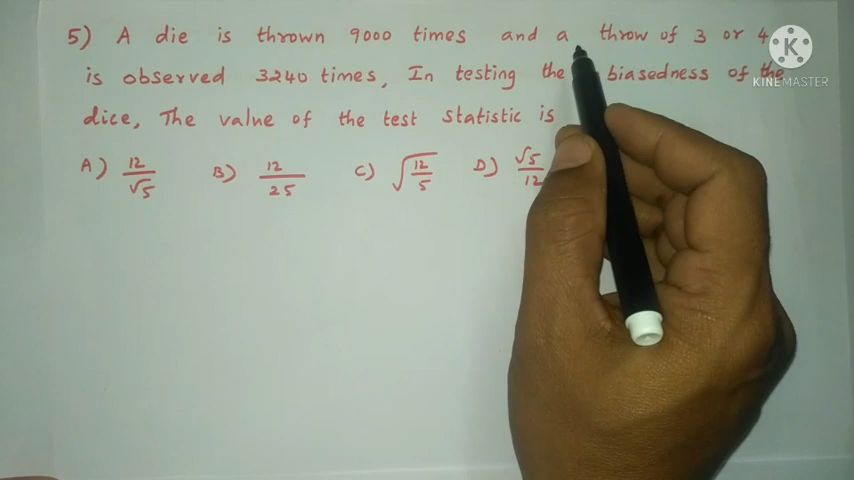 5) A die is thrown 9000 times and a throw of 3 or 4
is observed 3240 times, In testing the biasedness of the
dice, The value of the test statistic is
A) 12/√5 B) 12/25 C) √(12/5) D) √5/12
KINEMASTER